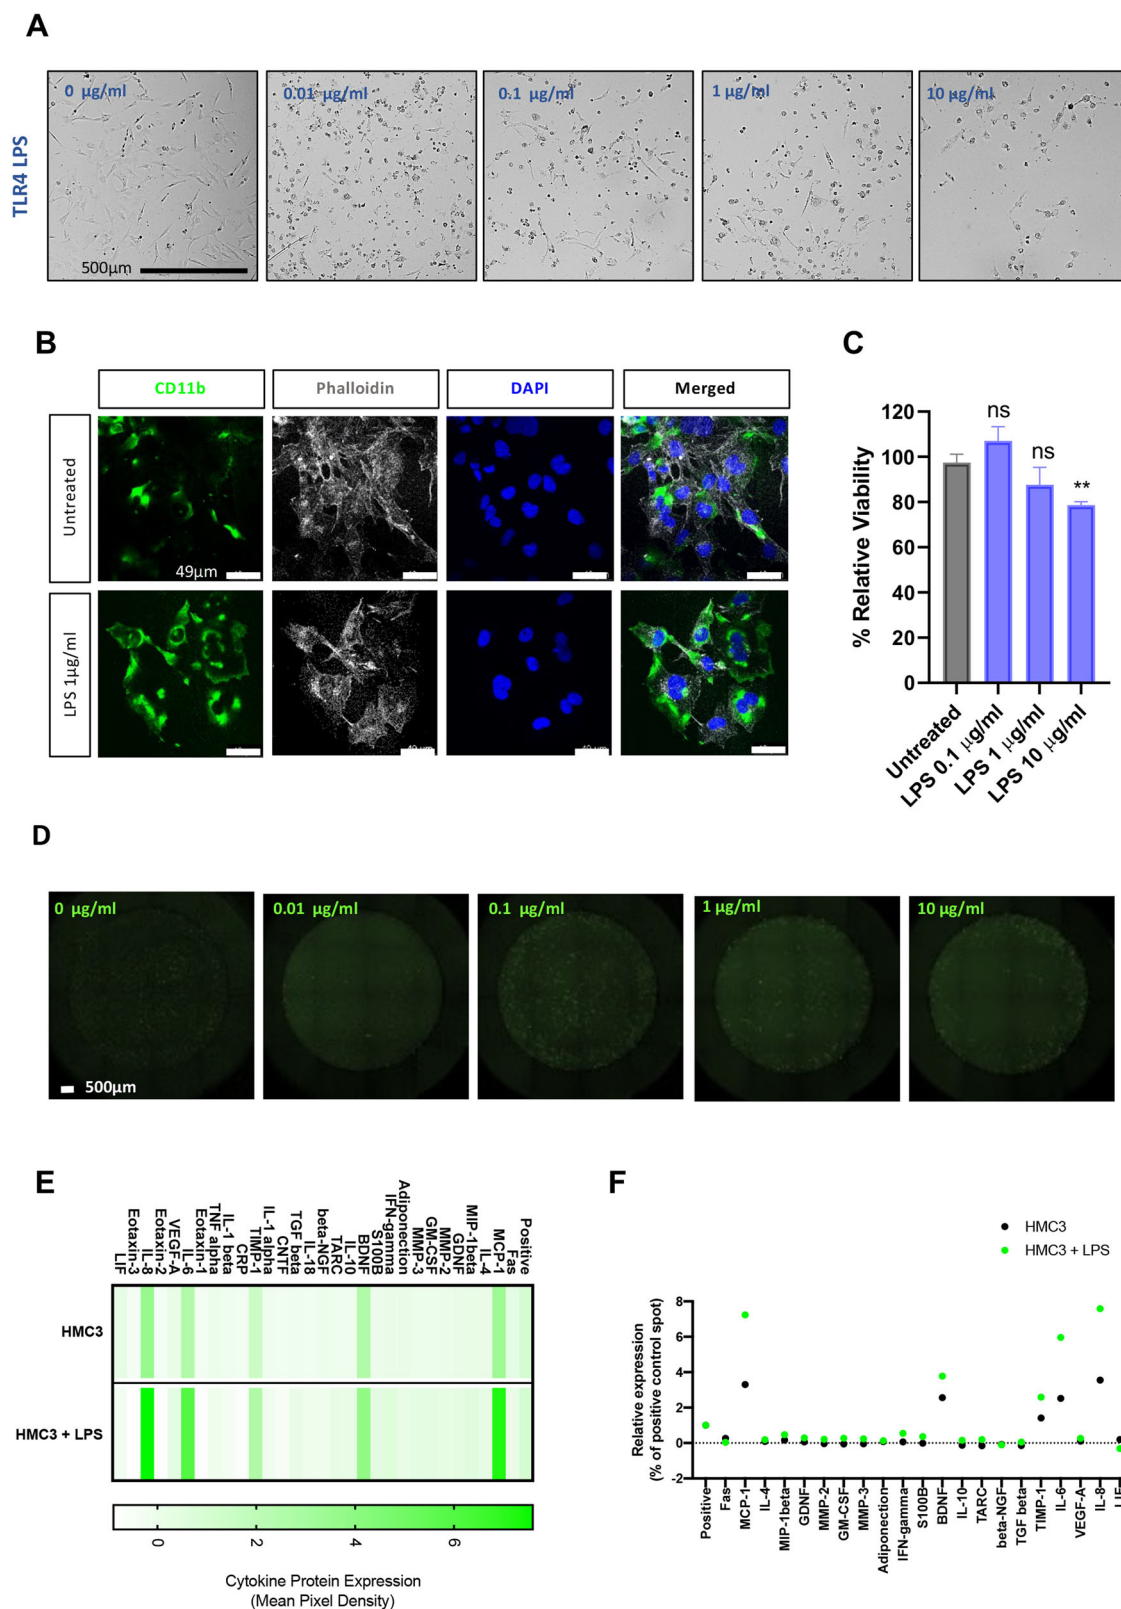 A
TLR4 LPS
0 µg/ml
0.01 µg/ml
0.1 µg/ml
1 µg/ml
10 µg/ml
500µm
B
CD11b
Phalloidin
DAPI
Merged
Untreated
49µm
LPS 1µg/ml
C
% Relative Viability
120
100
80
60
40
20
0
ns
ns
**
Untreated
LPS 0.1 µg/ml
LPS 1 µg/ml
LPS 10 µg/ml
D
0 µg/ml
0.01 µg/ml
0.1 µg/ml
1 µg/ml
10 µg/ml
500µm
E
LIF
Eotaxin-3
IL-8
Eotaxin-2
VEGF-A
IL-6
Eotaxin-1
TNF alpha
IL-1 beta
CRP
TIMP-1
IL-1 alpha
CNTF
TGF beta
IL-18
beta-NGF
TARC
IL-10
BDNF
S100B
IFN-gamma
Adiponection
MMP-3
GM-CSF
MMP-2
GDNF
MIP-1beta
IL-4
MCP-1
Fas
Positive
HMC3
HMC3 + LPS
0
2
4
6
Cytokine Protein Expression
(Mean Pixel Density)
F
HMC3
HMC3 + LPS
Relative expression
(% of positive control spot)
8
6
4
2
0
-2
Positive
Fas
MCP-1
IL-4
MIP-1beta
GDNF
MMP-2
GM-CSF
MMP-3
Adiponection
IFN-gamma
S100B
BDNF
IL-10
TARC
beta-NGF
TGF beta
TIMP-1
IL-6
VEGF-A
IL-8
LIF